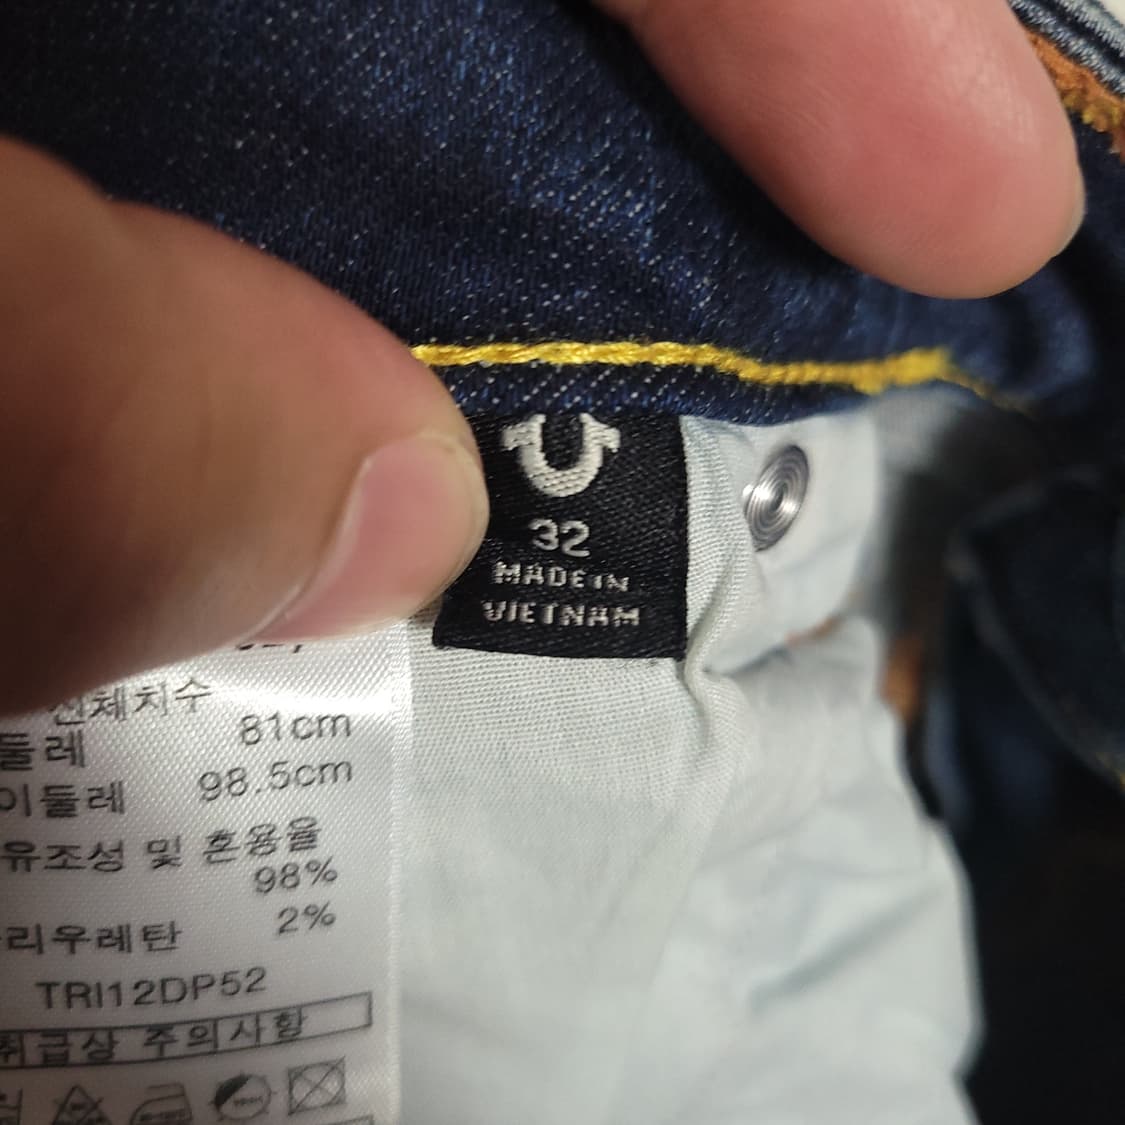 32
MADE IN
VIETNAM
신체치수
둘레 81cm
이둘레 98.5cm
유조성 및 혼용율
98%
리우레탄 2%
TRI12DP52
취급상 주의사항